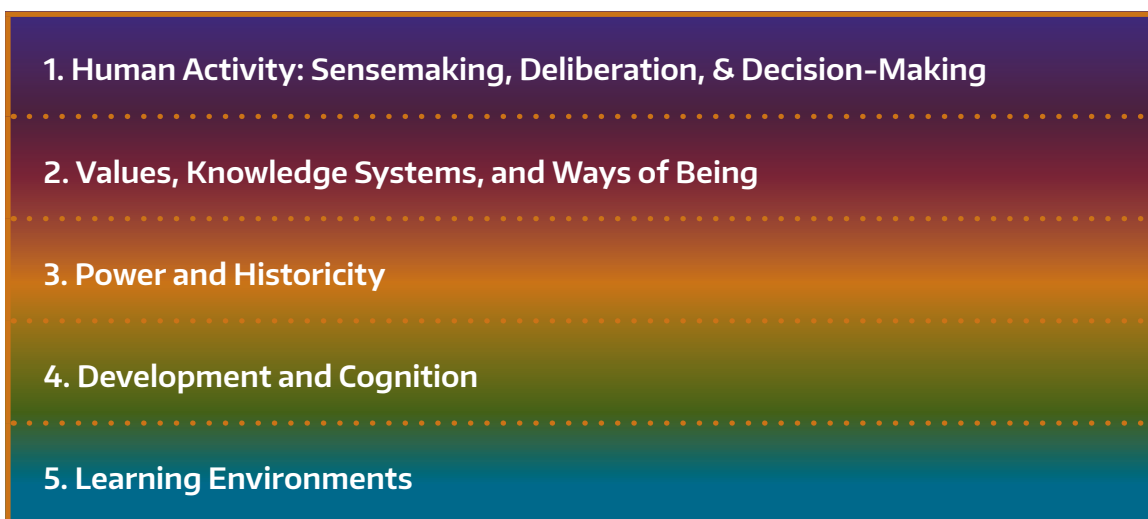 1. Human Activity: Sensemaking, Deliberation, & Decision-Making
2. Values, Knowledge Systems, and Ways of Being
3. Power and Historicity
4. Development and Cognition
5. Learning Environments